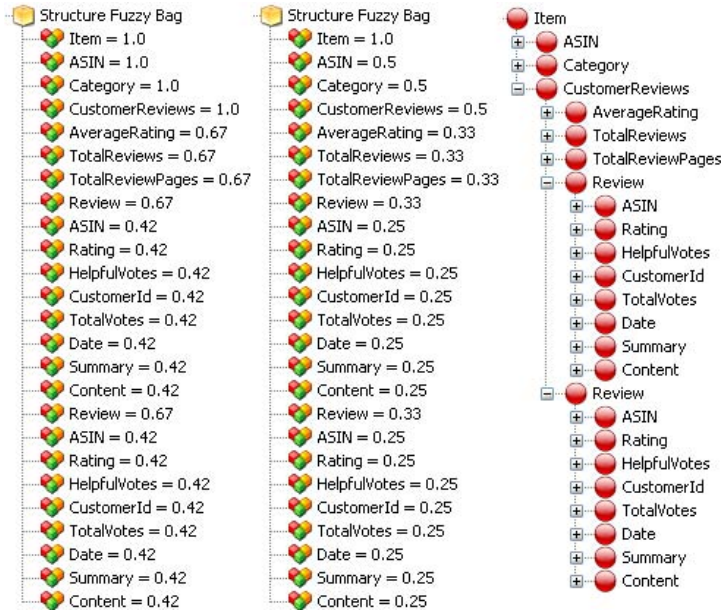 Structure Fuzzy Bag
Item = 1.0
ASIN = 1.0
Category = 1.0
CustomerReviews = 1.0
AverageRating = 0.67
TotalReviews = 0.67
TotalReviewPages = 0.67
Review = 0.67
ASIN = 0.42
Rating = 0.42
HelpfulVotes = 0.42
CustomerId = 0.42
TotalVotes = 0.42
Date = 0.42
Summary = 0.42
Content = 0.42
Review = 0.67
ASIN = 0.42
Rating = 0.42
HelpfulVotes = 0.42
CustomerId = 0.42
TotalVotes = 0.42
Date = 0.42
Summary = 0.42
Content = 0.42
Structure Fuzzy Bag
Item = 1.0
ASIN = 0.5
Category = 0.5
CustomerReviews = 0.5
AverageRating = 0.33
TotalReviews = 0.33
TotalReviewPages = 0.33
Review = 0.33
ASIN = 0.25
Rating = 0.25
HelpfulVotes = 0.25
CustomerId = 0.25
TotalVotes = 0.25
Date = 0.25
Summary = 0.25
Content = 0.25
Review = 0.33
ASIN = 0.25
Rating = 0.25
HelpfulVotes = 0.25
CustomerId = 0.25
TotalVotes = 0.25
Date = 0.25
Summary = 0.25
Content = 0.25
Item
ASIN
Category
CustomerReviews
AverageRating
TotalReviews
TotalReviewPages
Review
ASIN
Rating
HelpfulVotes
CustomerId
TotalVotes
Date
Summary
Content
Review
ASIN
Rating
HelpfulVotes
CustomerId
TotalVotes
Date
Summary
Content